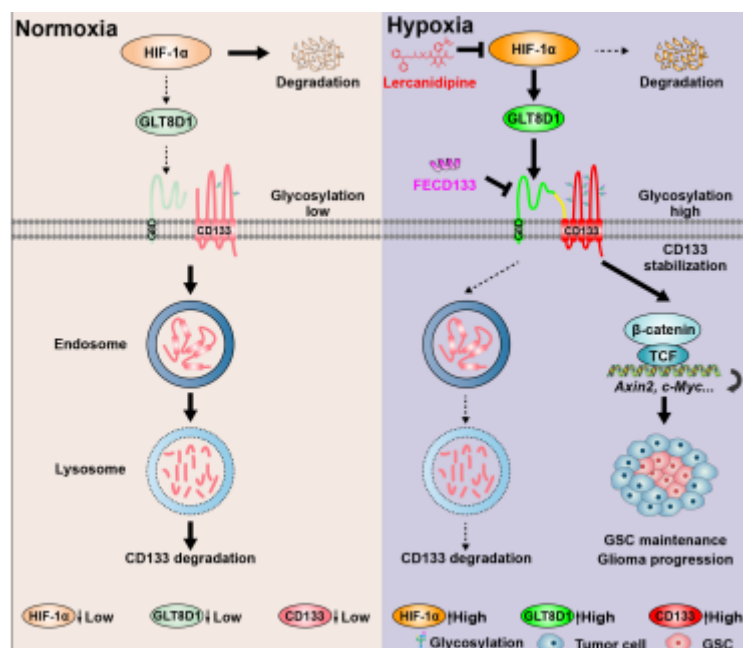 Normoxia
HIF-1α
Degradation
GLT8D1
Glycosylation
low
CD133
Endosome
Lysosome
CD133 degradation
HIF-1α Low
GLT8D1 Low
CD133 Low
Hypoxia
HIF-1α
Lercanidipine
Degradation
GLT8D1
FECD133
Glycosylation
high
CD133
CD133
stabilization
β-catenin
TCF
Axin2, c-Myc...
GSC maintenance
Glioma progression
CD133 degradation
HIF-1α High
GLT8D1 High
CD133 High
Glycosylation
Tumor cell
GSC